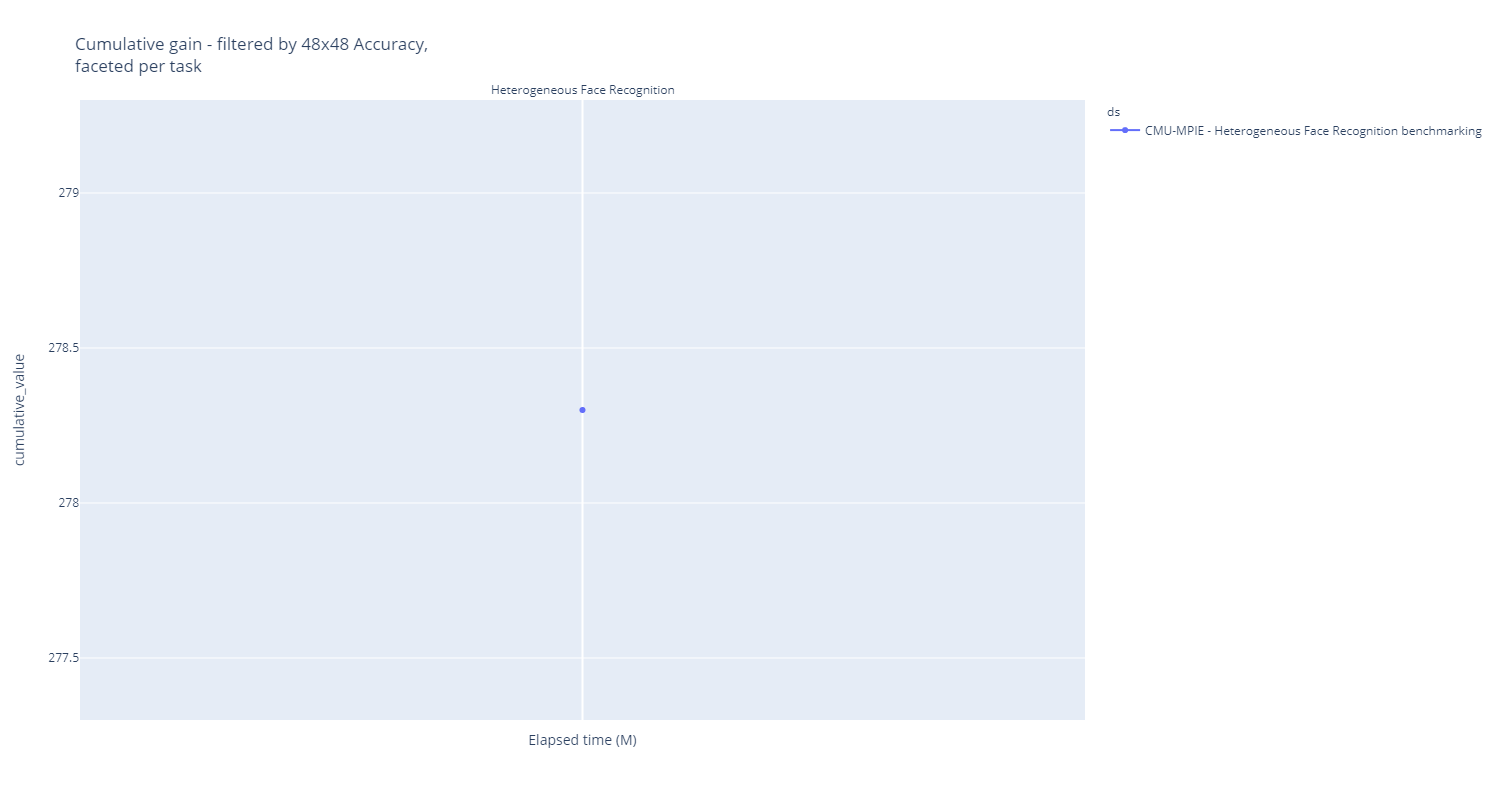 Cumulative gain - filtered by 48x48 Accuracy,
faceted per task
Heterogeneous Face Recognition
ds
CMU-MPIE - Heterogeneous Face Recognition benchmarking
279
278.5
278
277.5
cumulative_value
Elapsed time (M)